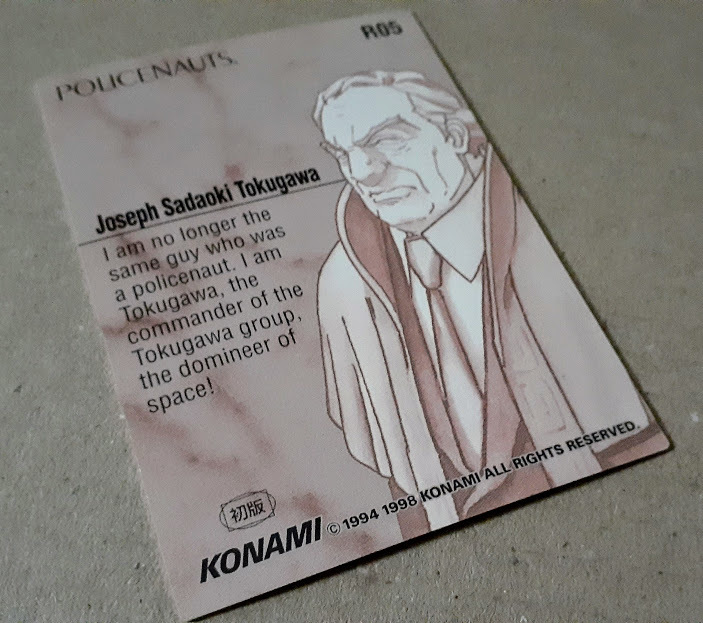 R05
POLICENAUTS.
Joseph Sadaoki Tokugawa
I am no longer the
same guy who was
a policenaut. I am
Tokugawa, the
commander of the
Tokugawa group,
the domineer of
space!
初版
KONAMI © 1994 1998 KONAMI ALL RIGHTS RESERVED.